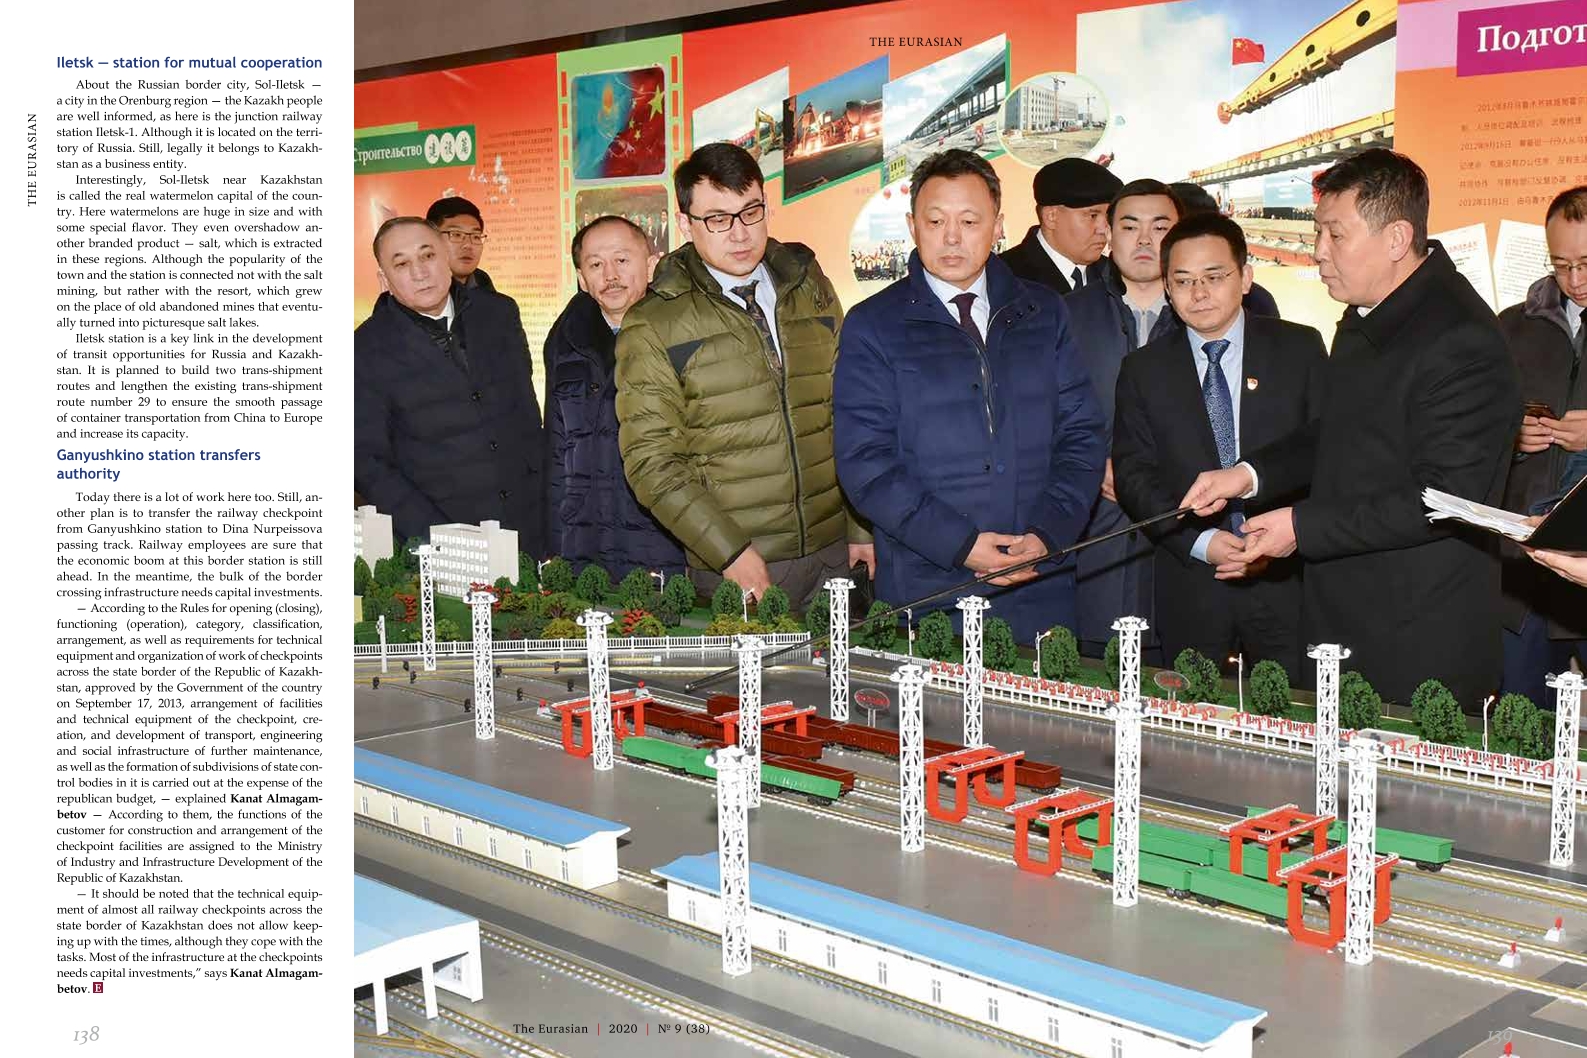 THE EURASIAN
Iletsk — station for mutual cooperation
About the Russian border city, Sol-Iletsk —
a city in the Orenburg region — the Kazakh people
are well informed, as here is the junction railway
station Iletsk-1. Although it is located on the terri-
tory of Russia. Still, legally it belongs to Kazakh-
stan as a business entity.
Interestingly, Sol-Iletsk near Kazakhstan
is called the real watermelon capital of the coun-
try. Here watermelons are huge in size and with
some special flavor. They even overshadow an-
other branded product — salt, which is extracted
in these regions. Although the popularity of the
town and the station is connected not with the salt
mining, but rather with the resort, which grew
on the place of old abandoned mines that eventu-
ally turned into picturesque salt lakes.
Iletsk station is a key link in the development
of transit opportunities for Russia and Kazakh-
stan. It is planned to build two trans-shipment
routes and lengthen the existing trans-shipment
route number 29 to ensure the smooth passage
of container transportation from China to Europe
and increase its capacity.
Ganyushkino station transfers
authority
Today there is a lot of work here too. Still, an-
other plan is to transfer the railway checkpoint
from Ganyushkino station to Dina Nurpeissova
passing track. Railway employees are sure that
the economic boom at this border station is still
ahead. In the meantime, the bulk of the border
crossing infrastructure needs capital investments.
— According to the Rules for opening (closing),
functioning (operation), category, classification,
arrangement, as well as requirements for technical
equipment and organization of work of checkpoints
across the state border of the Republic of Kazakh-
stan, approved by the Government of the country
on September 17, 2013, arrangement of facilities
and technical equipment of the checkpoint, cre-
ation, and development of transport, engineering
and social infrastructure of further maintenance,
as well as the formation of subdivisions of state con-
trol bodies in it is carried out at the expense of the
republican budget, — explained Kanat Almagam-
betov — According to them, the functions of the
customer for construction and arrangement of the
checkpoint facilities are assigned to the Ministry
of Industry and Infrastructure Development of the
Republic of Kazakhstan.
— It should be noted that the technical equip-
ment of almost all railway checkpoints across the
state border of Kazakhstan does not allow keep-
ing up with the times, although they cope with the
tasks. Most of the infrastructure at the checkpoints
needs capital investments,” says Kanat Almagam-
betov. E
138
THE EURASIAN
Подгот
Строительство
The Eurasian | 2020 | № 9 (38)
139